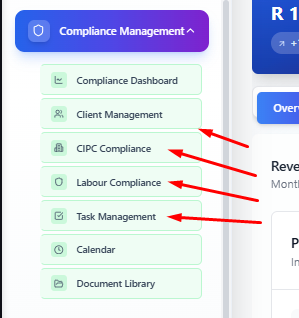 Compliance Management
Compliance Dashboard
Client Management
CIPC Compliance
Labour Compliance
Task Management
Calendar
Document Library
R 1
Over
Reve
Month
P
In